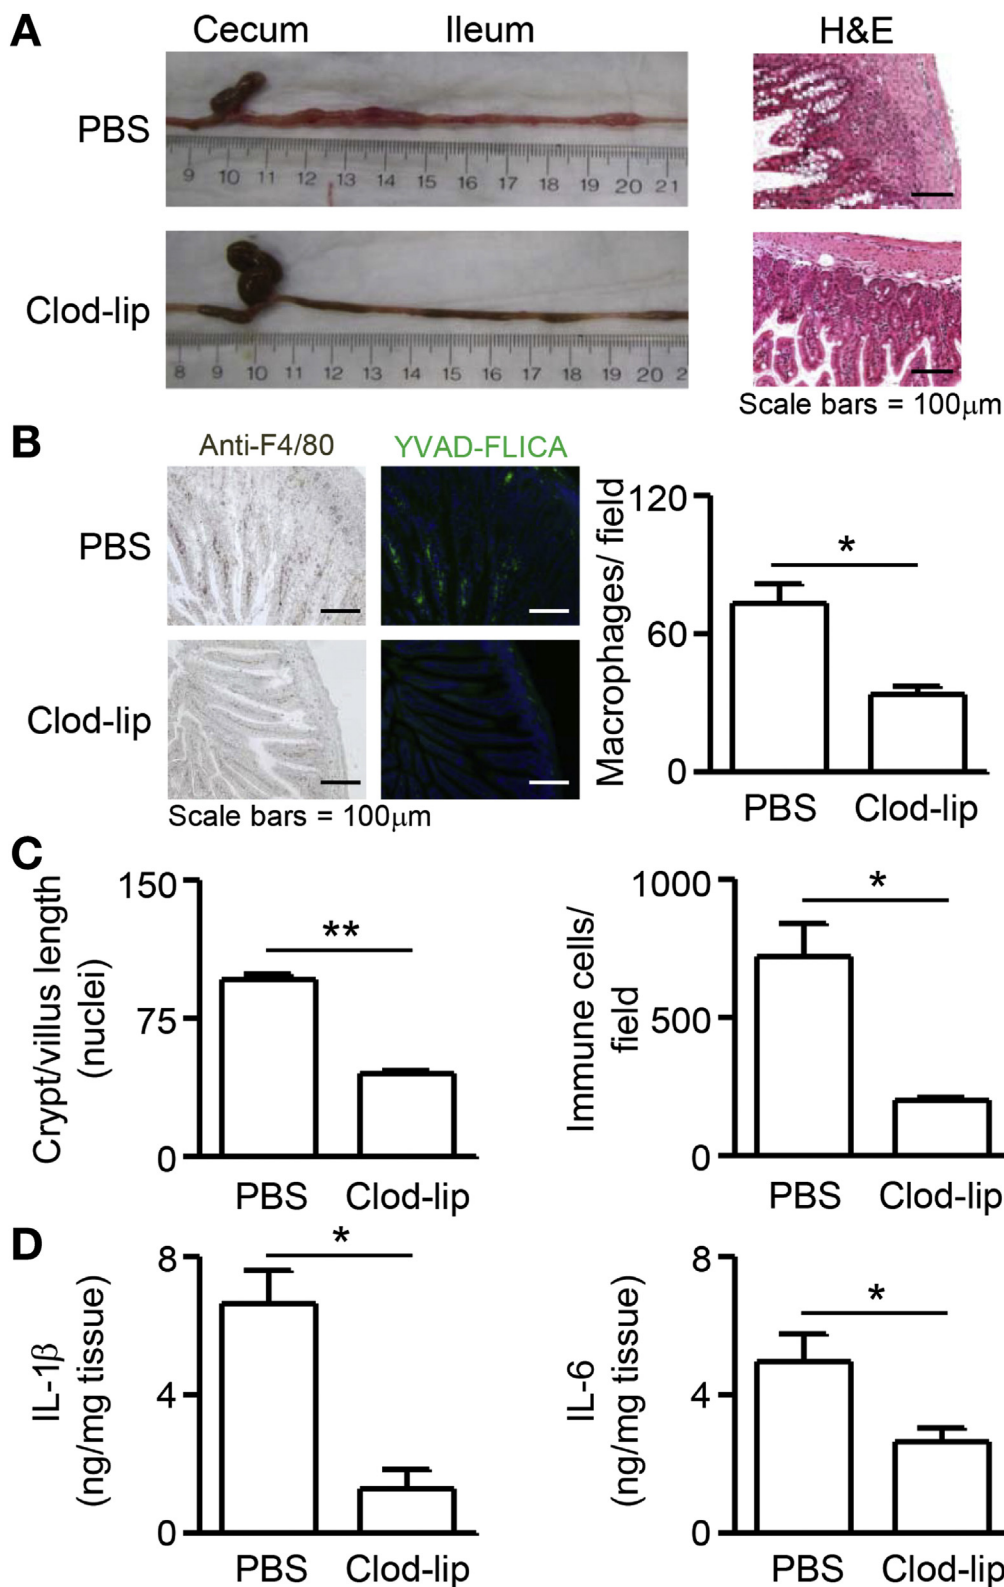 A
Cecum
Ileum
H&E
PBS
9 10 11 12 13 14 15 16 17 18 19 20 21
Clod-lip
8 9 10 11 12 13 14 15 16 17 18 19 20 2
Scale bars = 100μm
B
Anti-F4/80
YVAD-FLICA
PBS
Clod-lip
Scale bars = 100μm
Macrophages/ field
120
60
0
*
PBS
Clod-lip
C
Crypt/villus length
(nuclei)
150
75
0
**
PBS
Clod-lip
Immune cells/
field
1000
500
0
*
PBS
Clod-lip
D
IL-1β
(ng/mg tissue)
8
4
0
*
PBS
Clod-lip
IL-6
(ng/mg tissue)
8
4
0
*
PBS
Clod-lip